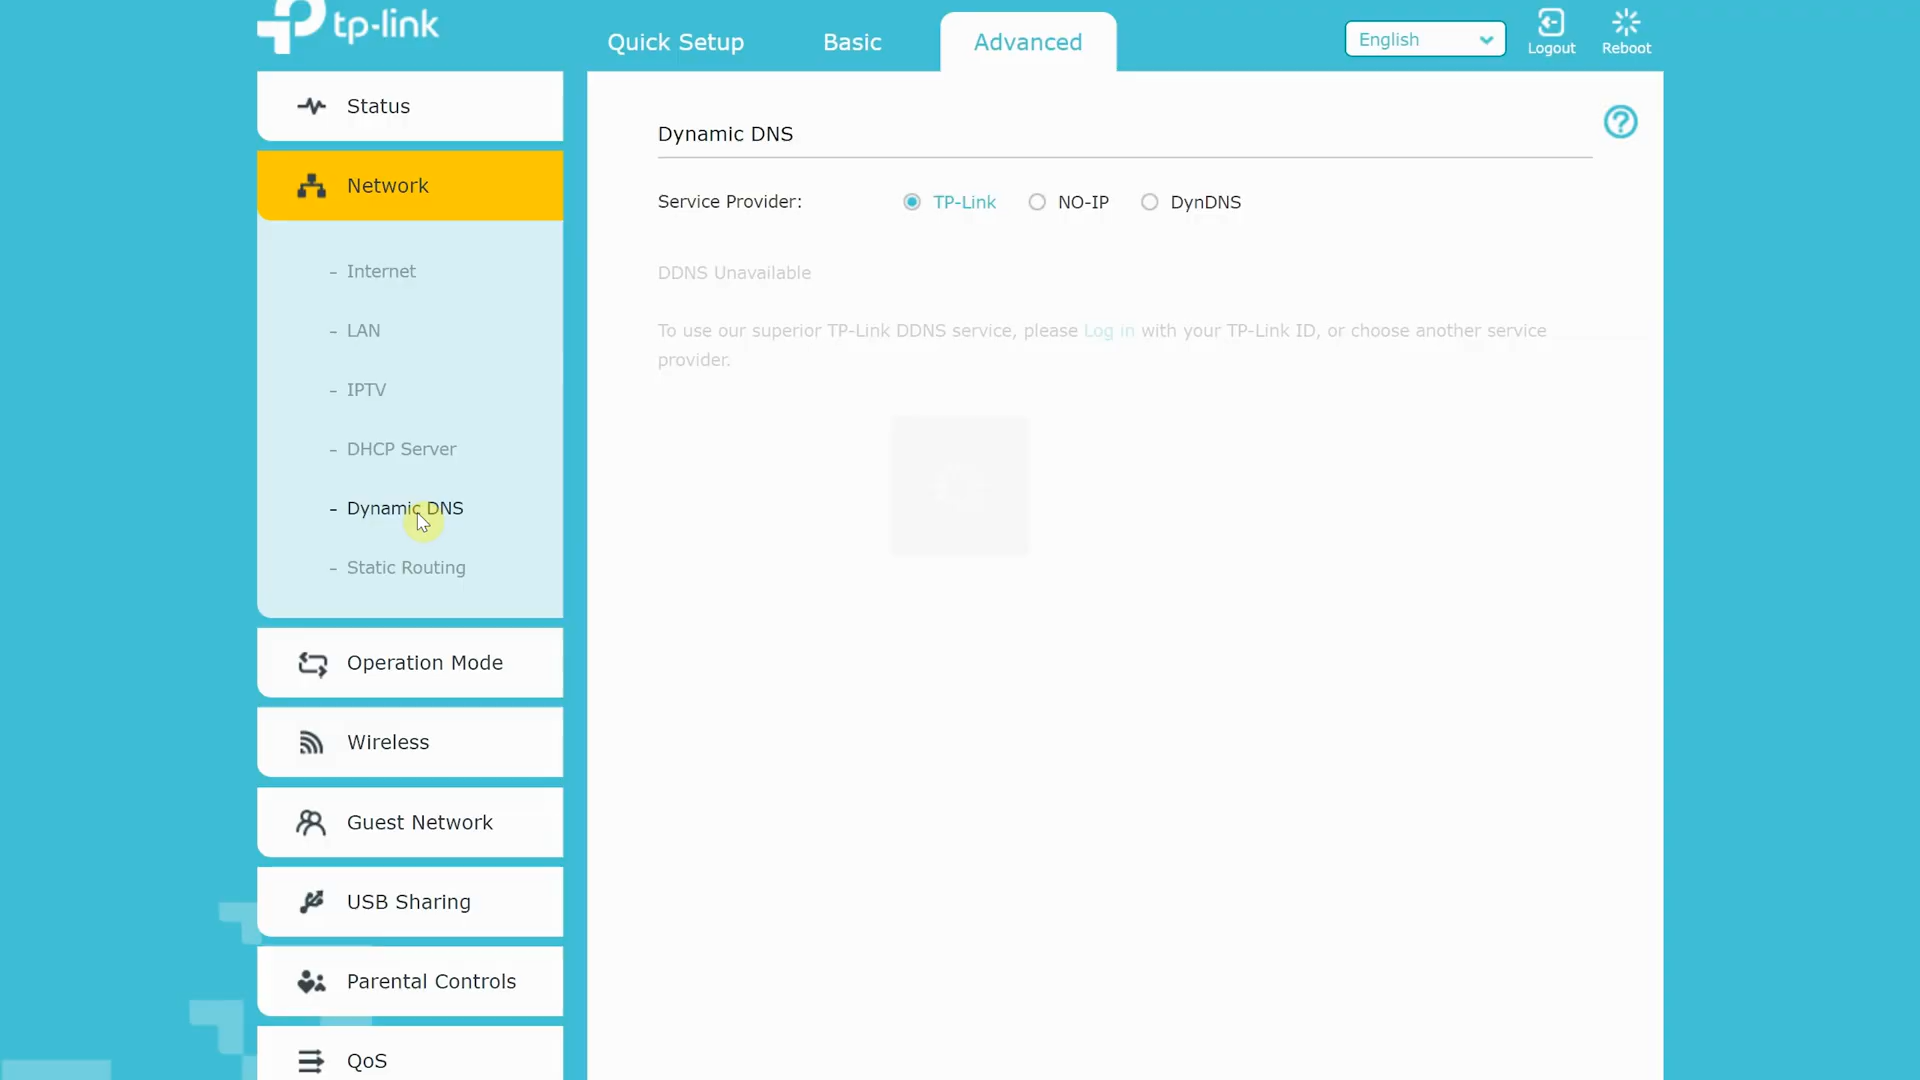 tp-link
Quick Setup
Basic
Advanced
English
Logout
Reboot
Status
Network
- Internet
- LAN
- IPTV
- DHCP Server
- Dynamic DNS
- Static Routing
Operation Mode
Wireless
Guest Network
USB Sharing
Parental Controls
QoS
Dynamic DNS
?
Service Provider: TP-Link NO-IP DynDNS
DDNS Unavailable
To use our superior TP-Link DDNS service, please Log in with your TP-Link ID, or choose another service
provider.